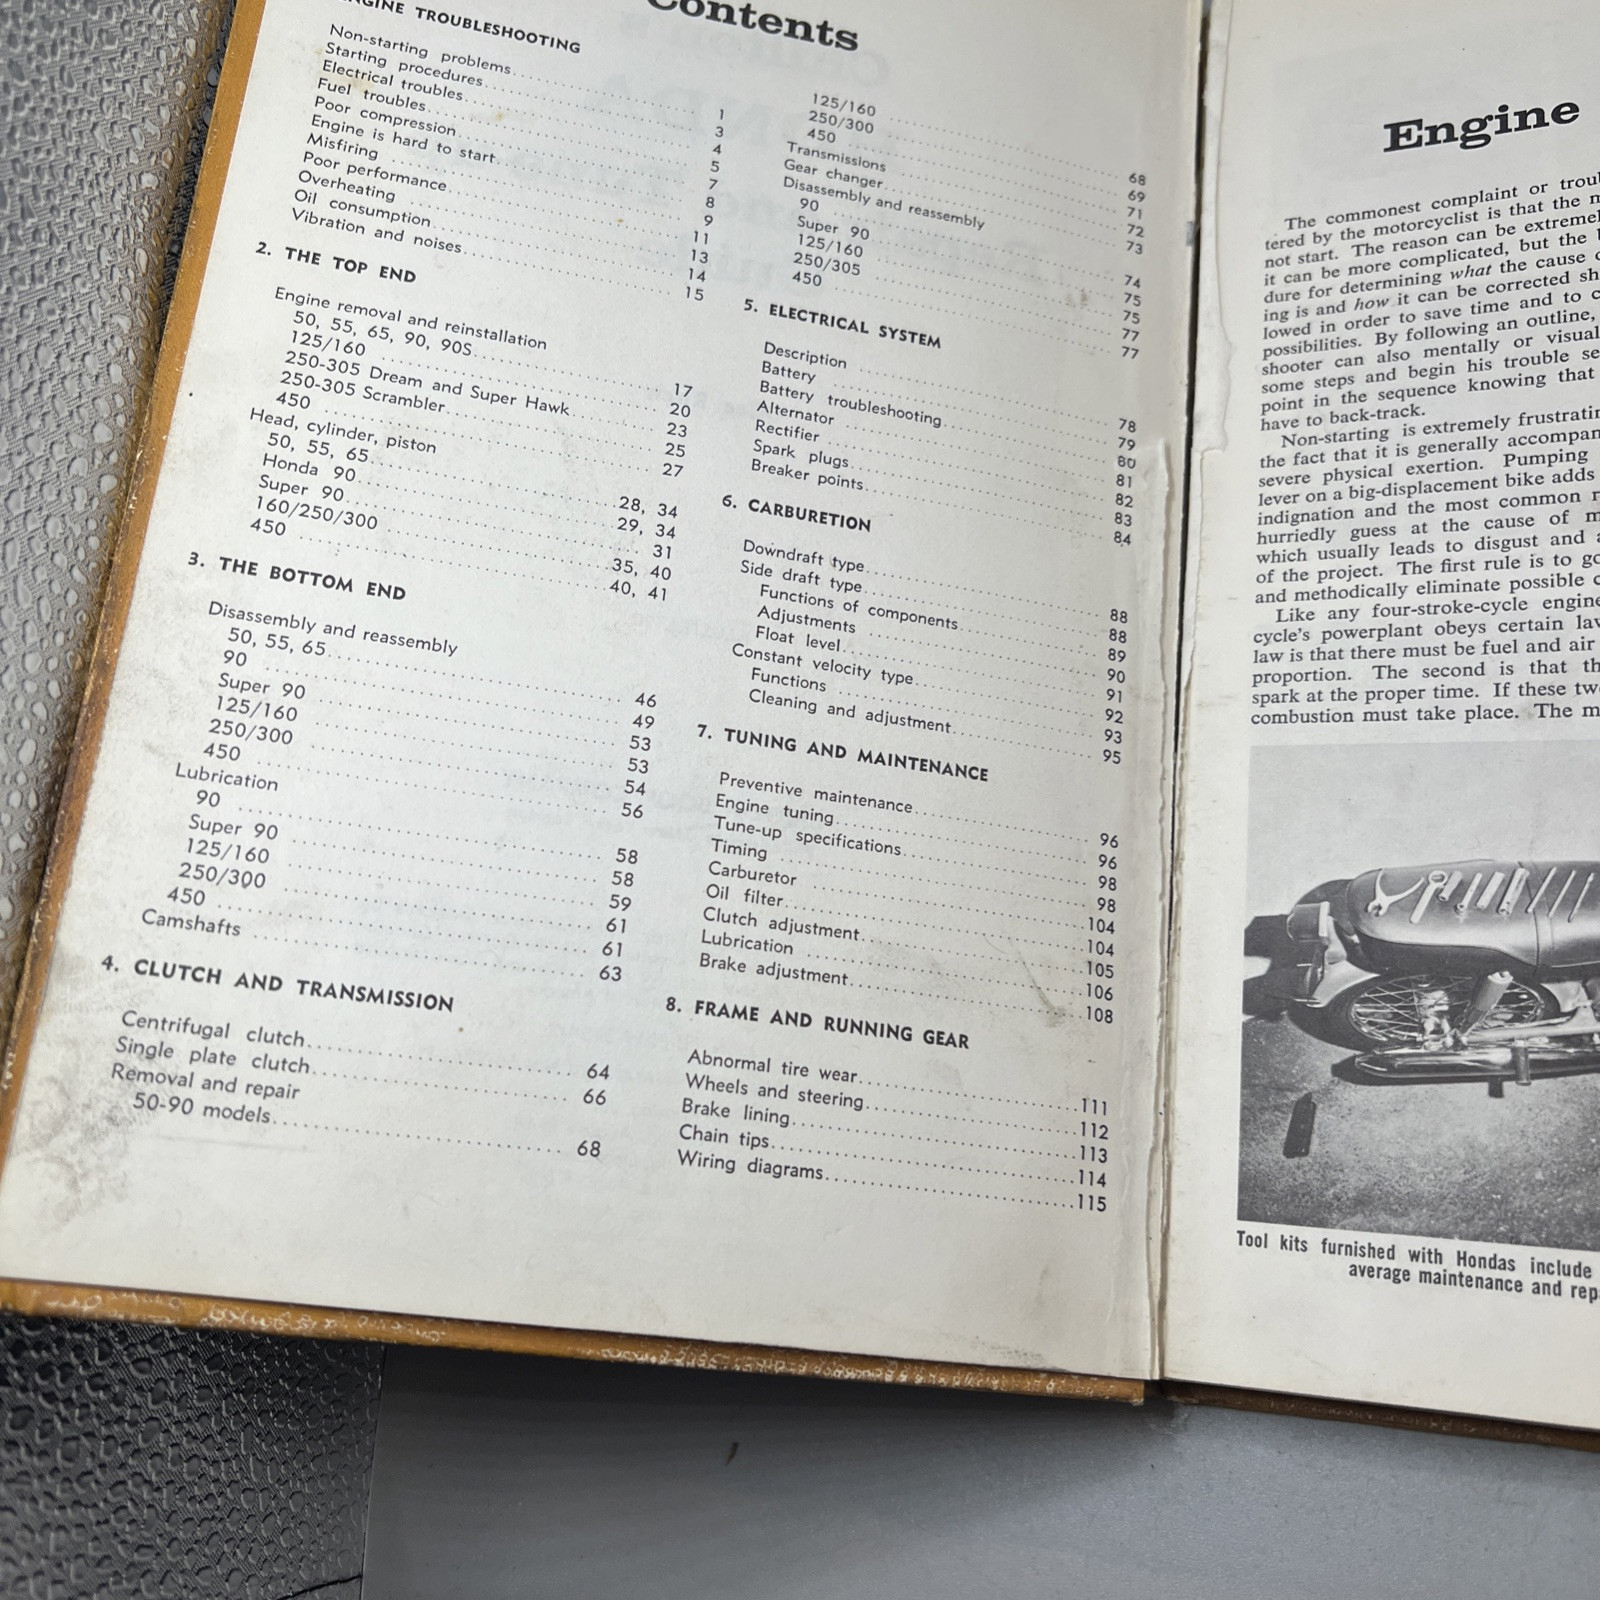 Contents
ENGINE TROUBLESHOOTING
Non-starting problems 1
Starting procedures 3
Electrical troubles 4
Fuel troubles 5
Poor compression 7
Engine is hard to start 8
Misfiring 9
Poor performance 11
Overheating 13
Oil consumption 14
Vibration and noises 15
2. THE TOP END
Engine removal and reinstallation
50, 55, 65, 90, 90S 17
125/160 20
250-305 Dream and Super Hawk 23
250-305 Scrambler 25
450 27
Head, cylinder, piston
50, 55, 65 28, 34
Honda 90 29, 34
Super 90 31
160/250/300 35, 40
450 40, 41
3. THE BOTTOM END
Disassembly and reassembly
50, 55, 65 46
90 49
Super 90 53
125/160 53
250/300 54
450 56
Lubrication
90 58
Super 90 58
125/160 59
250/300 61
450 61
Camshafts 63
4. CLUTCH AND TRANSMISSION
Centrifugal clutch 64
Single plate clutch 66
Removal and repair
50-90 models 68
125/160 68
250/300 69
450 71
Transmissions 72
Gear changer 73
Disassembly and reassembly
90 74
Super 90 75
125/160 75
250/305 77
450 77
5. ELECTRICAL SYSTEM
Description 78
Battery 79
Battery troubleshooting 80
Alternator 81
Rectifier 82
Spark plugs 83
Breaker points 84
6. CARBURETION
Downdraft type 88
Side draft type 88
Functions of components 89
Adjustments 90
Float level 91
Constant velocity type 92
Functions 93
Cleaning and adjustment 95
7. TUNING AND MAINTENANCE
Preventive maintenance 96
Engine tuning 96
Tune-up specifications 98
Timing 98
Carburetor 104
Oil filter 104
Clutch adjustment 105
Lubrication 106
Brake adjustment 108
8. FRAME AND RUNNING GEAR
Abnormal tire wear 111
Wheels and steering 112
Brake lining 113
Chain tips 114
Wiring diagrams 115
Engine
The commonest complaint or
tered by the motorcyclist is that the
not start. The reason can be
it can be more complicated, but the
dure for determining what the cause
ing is and how it can be corrected
lowed in order to save time and to
possibilities. By following an outline,
shooter can also mentally or
some steps and begin his trouble
point in the sequence knowing that
have to back-track.
Non-starting is extremely
the fact that it is generally
severe physical exertion. Pumping
lever on a big-displacement bike adds
indignation and the most common
hurriedly guess at the cause of
which usually leads to disgust and
of the project. The first rule is to
and methodically eliminate possible
Like any four-stroke-cycle
cycle's powerplant obeys certain
law is that there must be fuel and air
proportion. The second is that
spark at the proper time. If these
combustion must take place. The
Tool kits furnished with Hondas include
average maintenance and